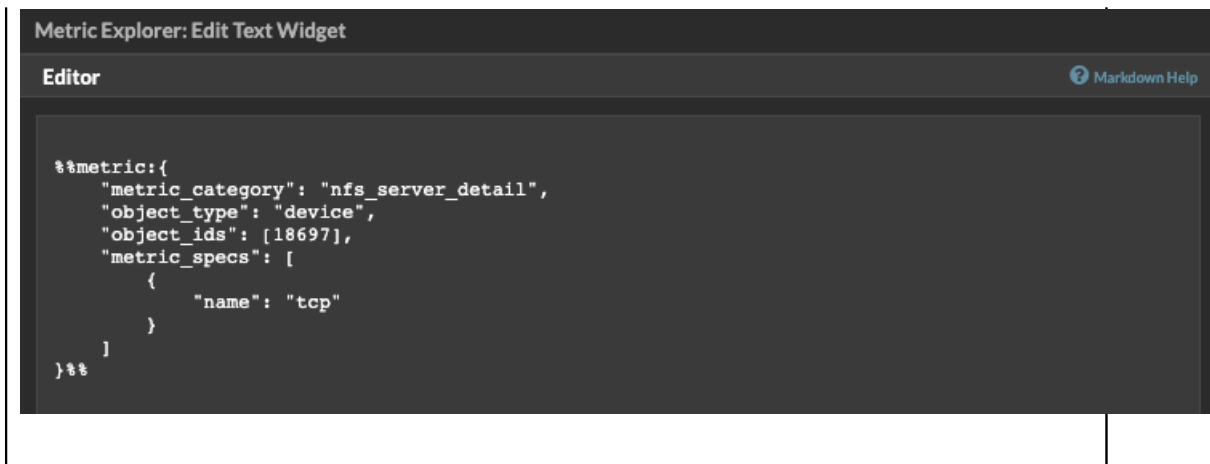 Metric Explorer: Edit Text Widget
Editor
? Markdown Help
%%metric:{
    "metric_category": "nfs_server_detail",
    "object_type": "device",
    "object_ids": [18697],
    "metric_specs": [
        {
            "name": "tcp"
        }
    ]
}%%